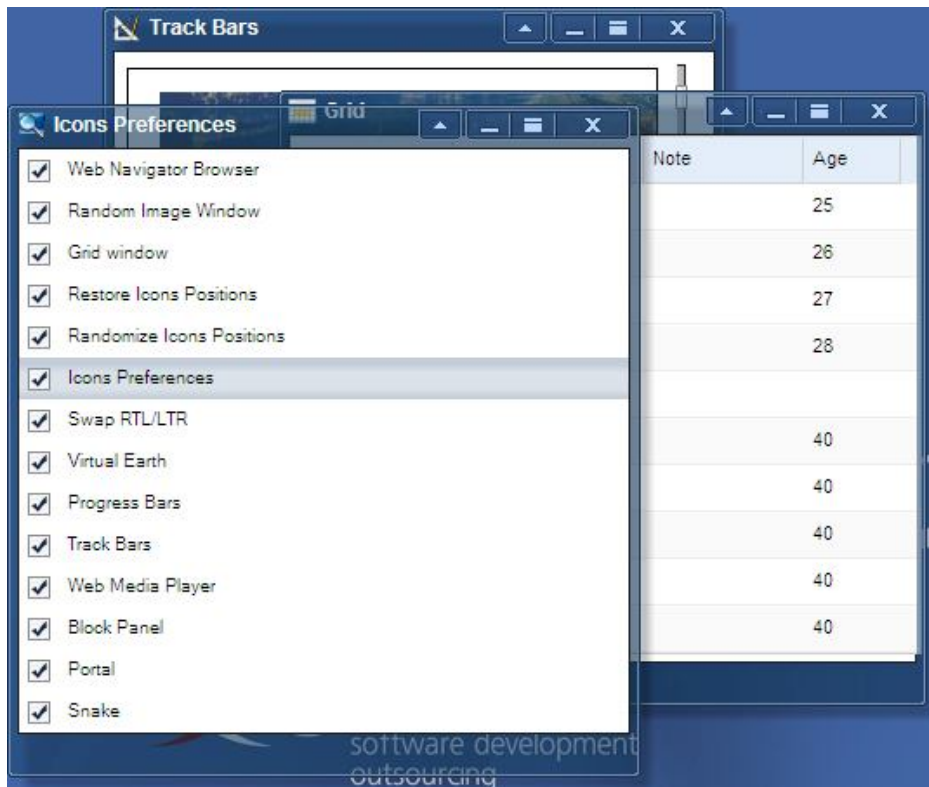 Track Bars
Grid
Icons Preferences
Note Age
Web Navigator Browser
25
Random Image Window
26
Grid window
27
Restore Icons Positions
28
Randomize Icons Positions
Icons Preferences
Swap RTL/LTR
40
Virtual Earth
40
Progress Bars
40
Track Bars
40
Web Media Player
40
Block Panel
Portal
Snake
software development
outsourcing